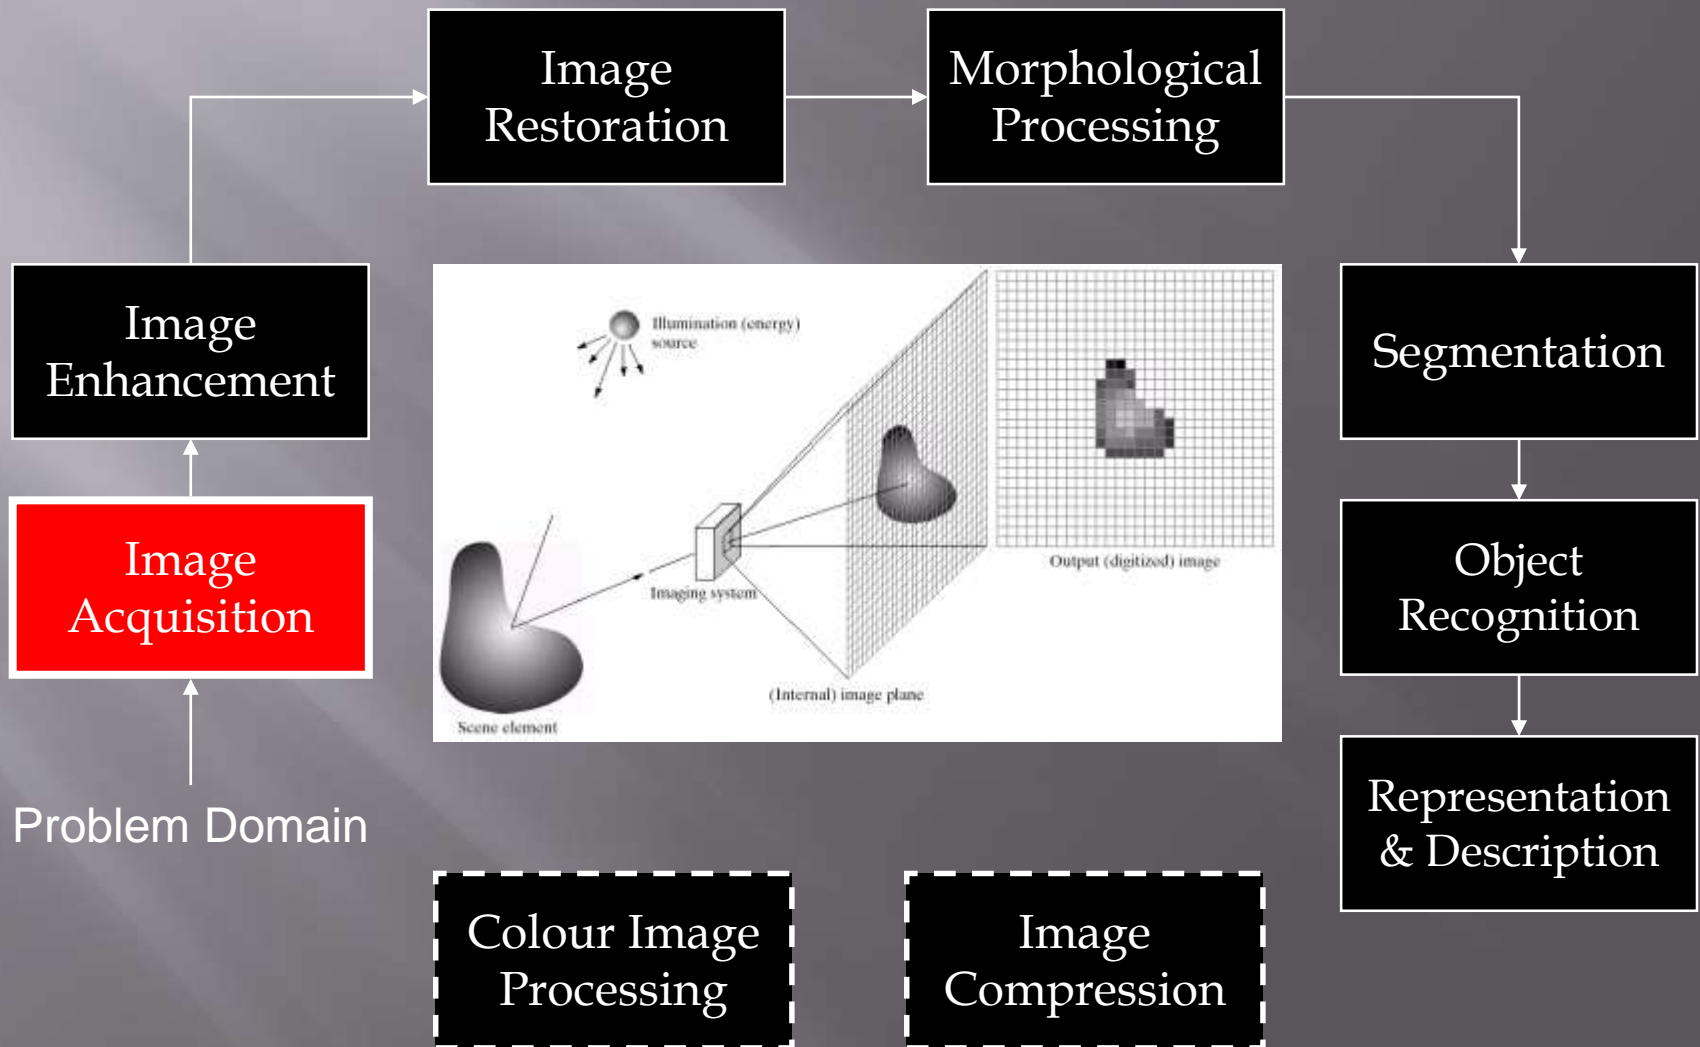 Image
Restoration
Morphological
Processing
Image
Enhancement
Illumination (energy)
source
Segmentation
Image
Acquisition
Imaging system
Output (digitized) image
Object
Recognition
(Internal) image plane
Scene element
Problem Domain
Representation
& Description
Colour Image
Processing
Image
Compression